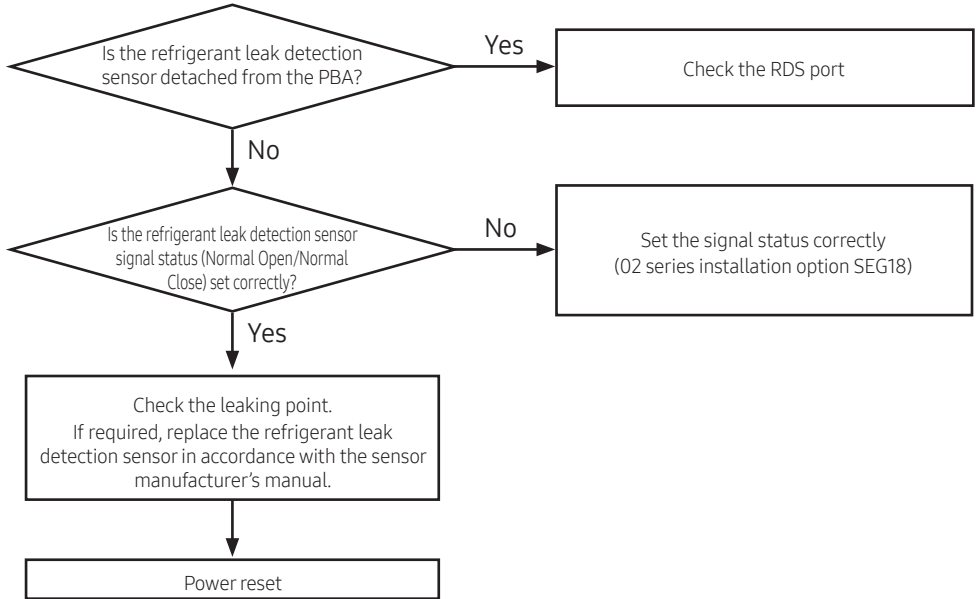 Is the refrigerant leak detection
sensor detached from the PBA?
Yes
Check the RDS port
No
Is the refrigerant leak detection sensor
signal status (Normal Open/Normal
Close) set correctly?
No
Set the signal status correctly
(02 series installation option SEG18)
Yes
Check the leaking point.
If required, replace the refrigerant leak
detection sensor in accordance with the sensor
manufacturer’s manual.
Power reset